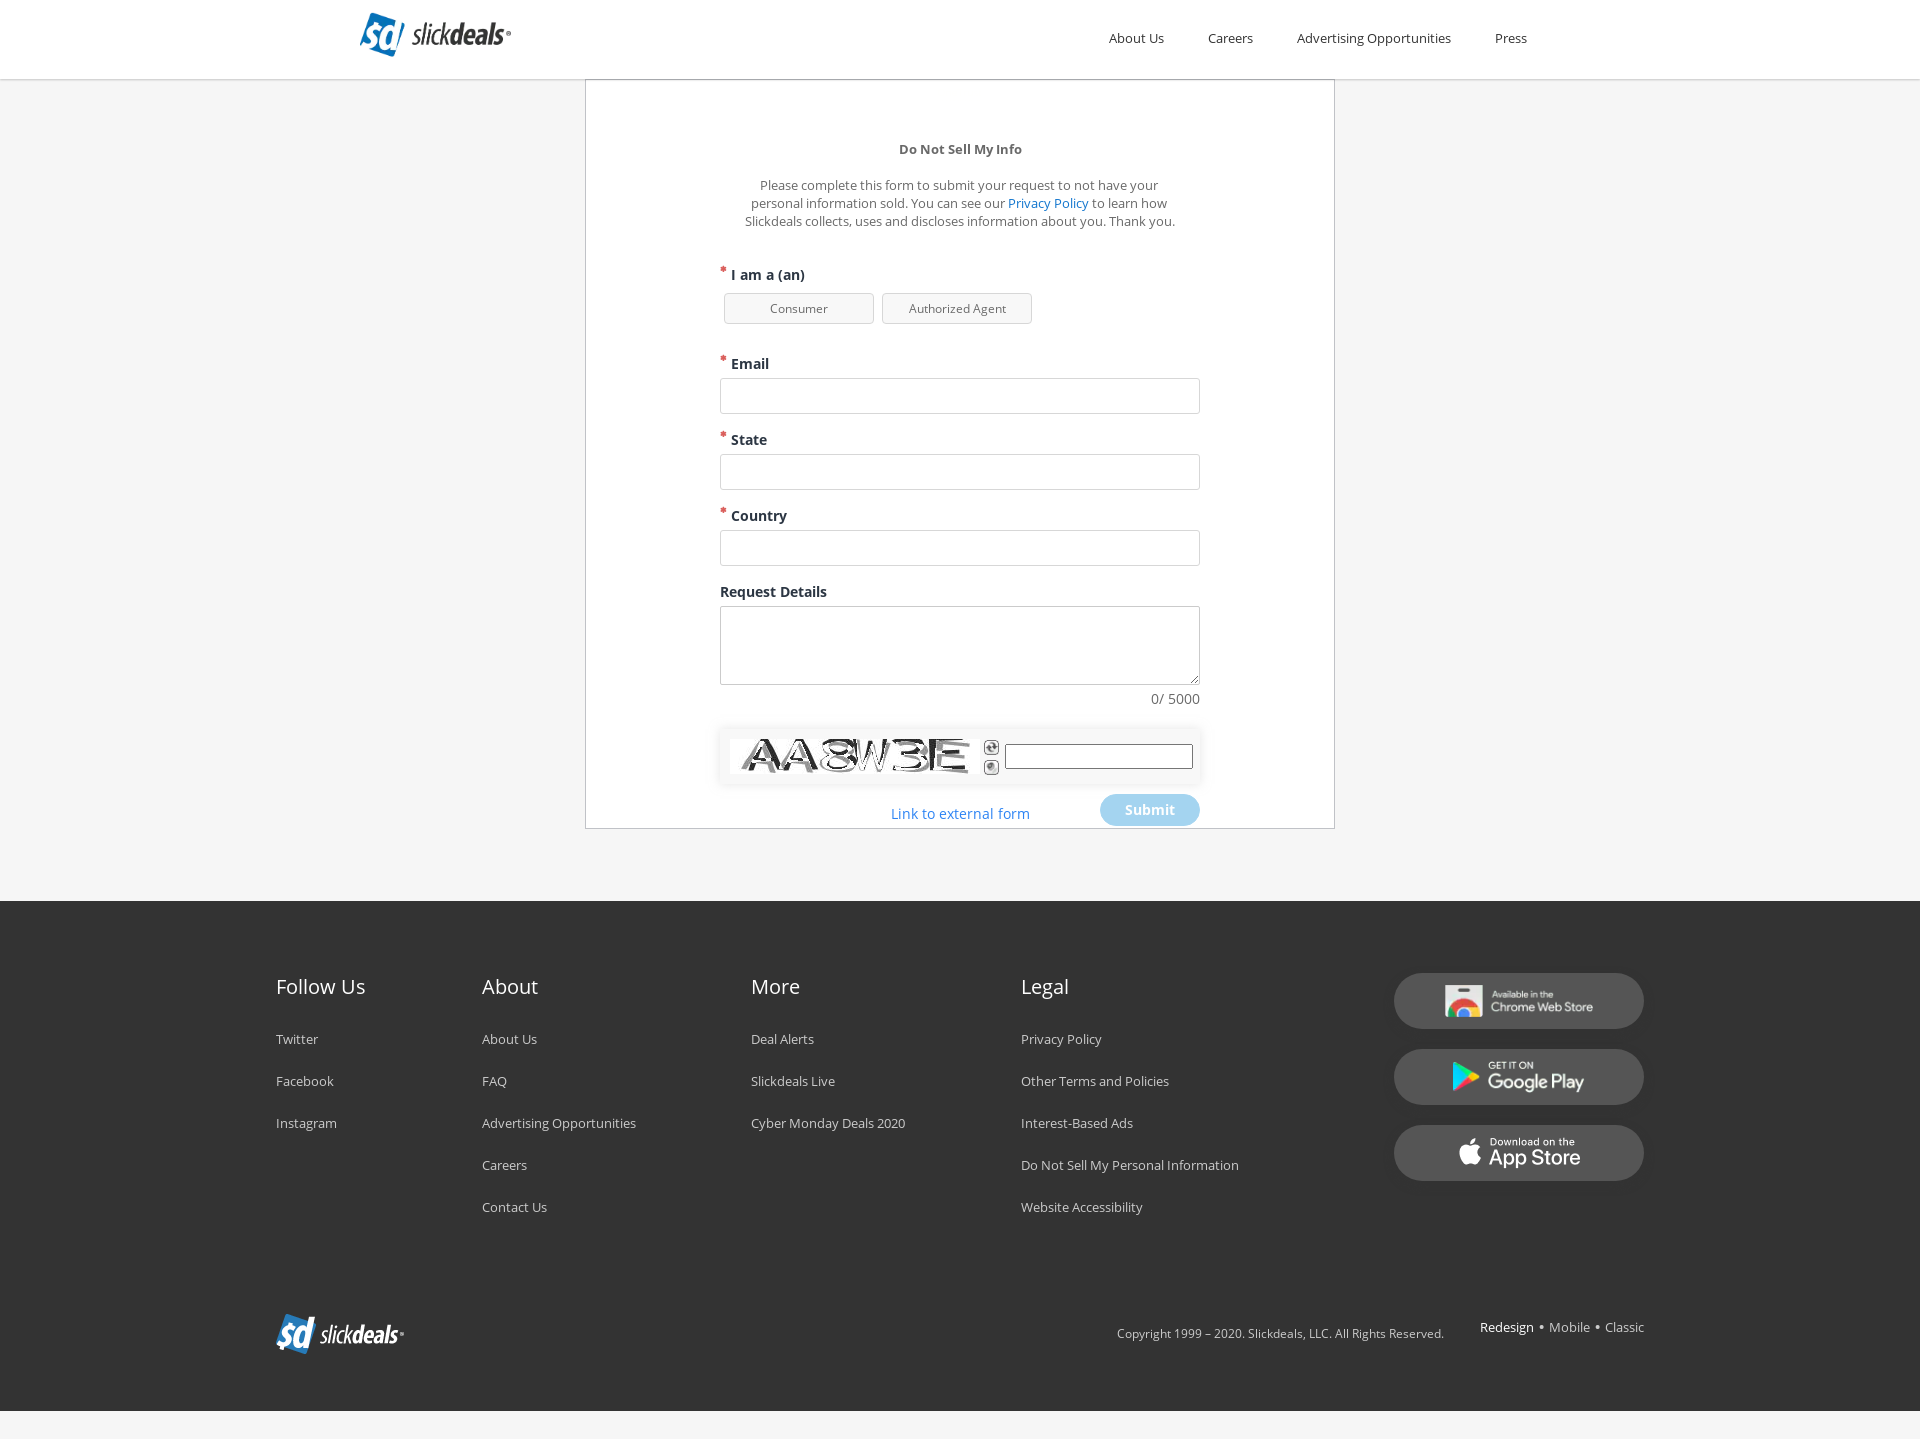 slickdeals
About Us
Careers
Advertising Opportunities
Press
Do Not Sell My Info
Please complete this form to submit your request to not have your
personal information sold. You can see our Privacy Policy to learn how
Slickdeals collects, uses and discloses information about you. Thank you.
* I am a (an)
Consumer
Authorized Agent
* Email
* State
* Country
Request Details
0/ 5000
AA8W3E
Link to external form
Submit
Follow Us
Twitter
Facebook
Instagram
About
About Us
FAQ
Advertising Opportunities
Careers
Contact Us
More
Deal Alerts
Slickdeals Live
Cyber Monday Deals 2020
Legal
Privacy Policy
Other Terms and Policies
Interest-Based Ads
Do Not Sell My Personal Information
Website Accessibility
Available in the
Chrome Web Store
GET IT ON
Google Play
Download on the
App Store
slickdeals
Copyright 1999 – 2020. Slickdeals, LLC. All Rights Reserved.
Redesign • Mobile • Classic